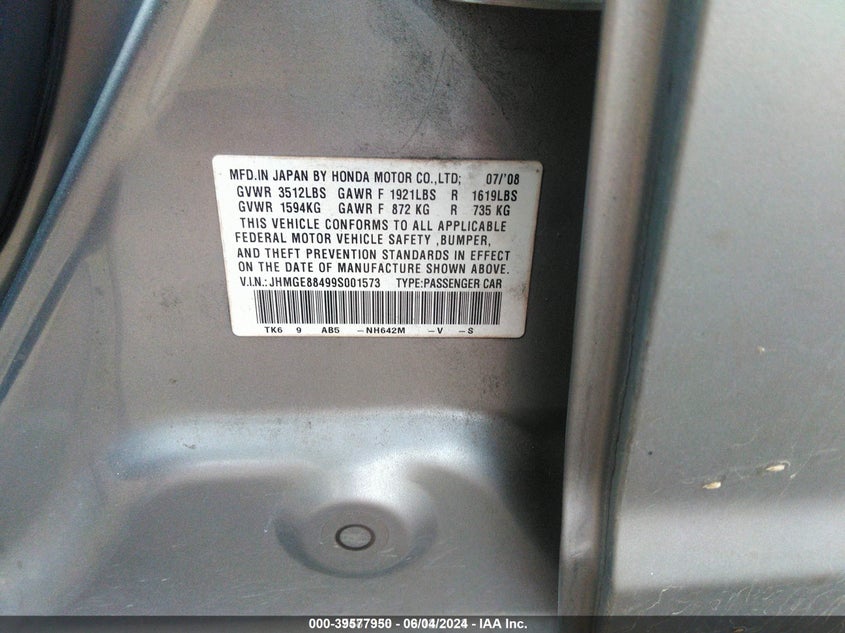 MFD.IN JAPAN BY HONDA MOTOR CO.,LTD; 07/'08
GVWR 3512LBS GAWR F 1921LBS R 1619LBS
GVWR 1594KG GAWR F 872 KG R 735 KG
THIS VEHICLE CONFORMS TO ALL APPLICABLE
FEDERAL MOTOR VEHICLE SAFETY ,BUMPER,
AND THEFT PREVENTION STANDARDS IN EFFECT
ON THE DATE OF MANUFACTURE SHOWN ABOVE.
V.I.N.:JHMGE88499S001573 TYPE:PASSENGER CAR
TK6 9 AB5 -NH642M -V -S
000-39577950 - 06/04/2024 - IAA Inc.